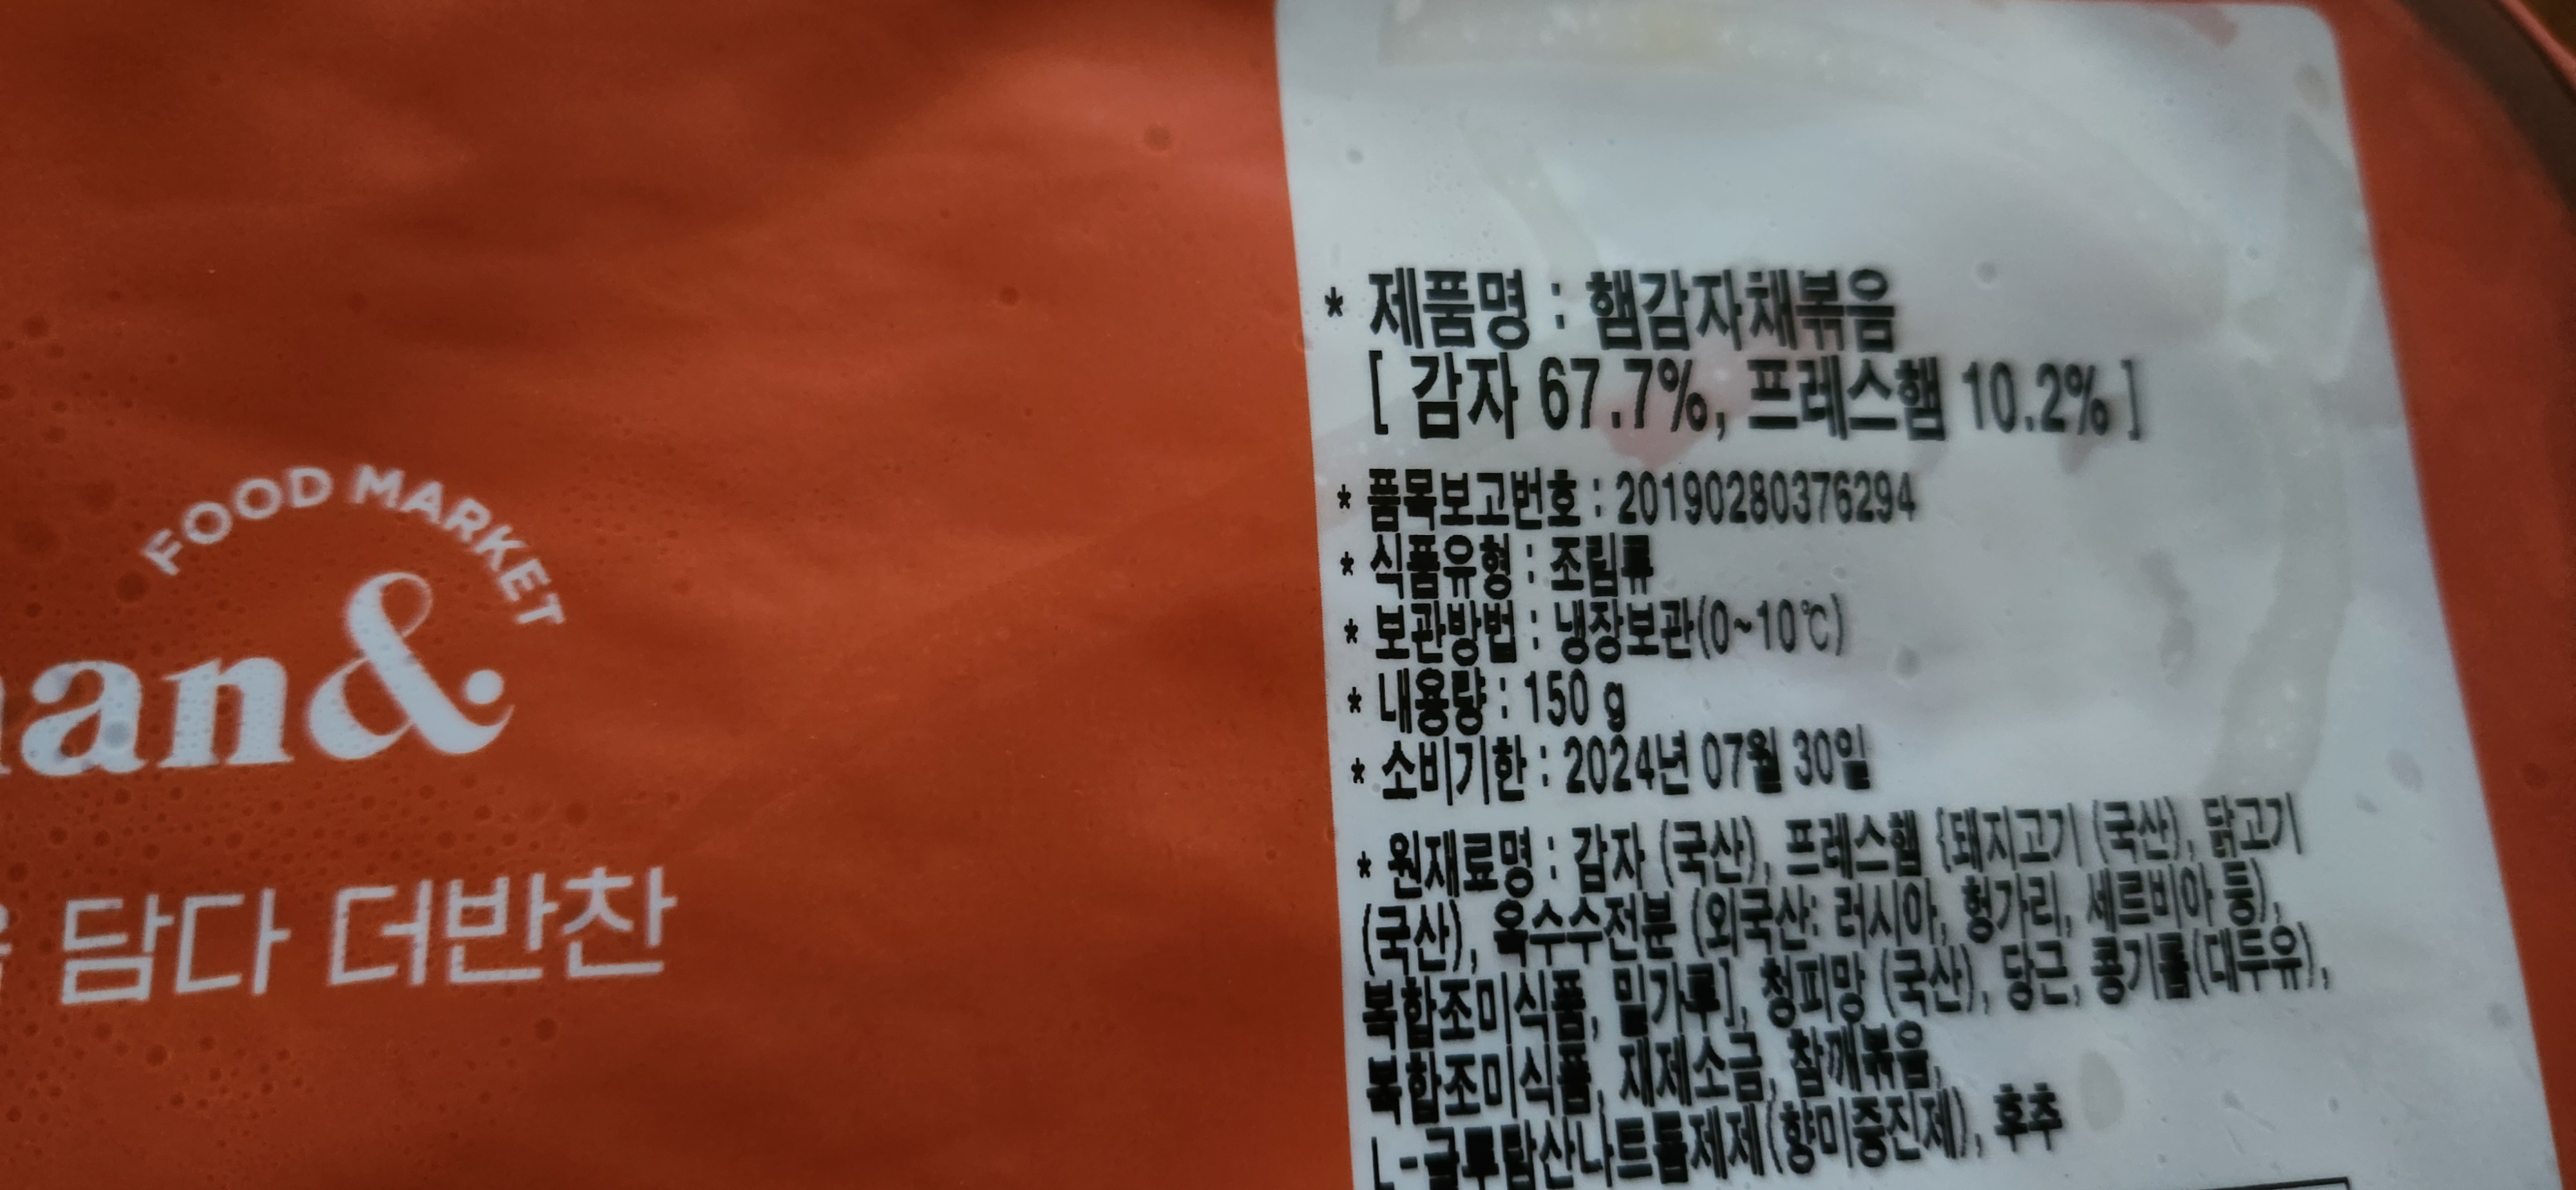 FOOD MARKET
an&
담다 더반찬
* 제품명 : 햄감자채볶음
[ 감자 67.7%, 프레스햄 10.2% ]
* 품목보고번호 : 20190280376294
* 식품유형 : 조림류
* 보관방법 : 냉장보관(0~10℃)
* 내용량 : 150 g
* 소비기한 : 2024년 07월 30일
* 원재료명 : 감자 (국산), 프레스햄 {돼지고기 (국산), 닭고기
(국산), 옥수수전분 (외국산: 러시아, 헝가리, 세르비아 등),
복합조미식품, 밀가루], 청피망 (국산), 당근, 콩기름(대두유),
복합조미식품, 재제소금, 참깨볶음,
L-글루탐산나트륨제제(향미증진제), 후추